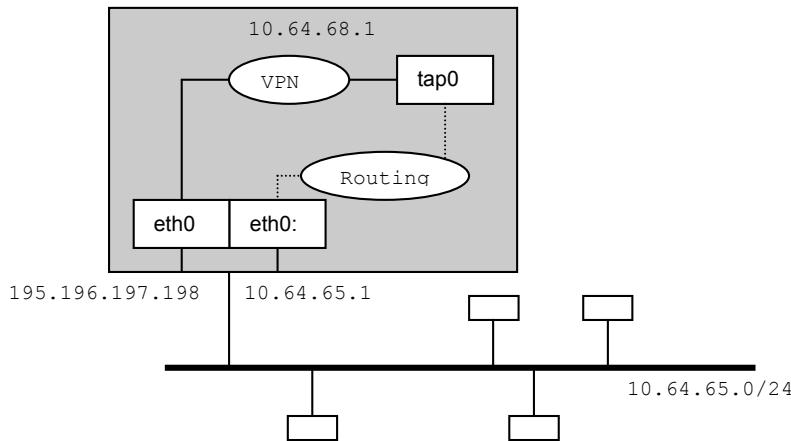 10.64.68.1
VPN
tap0
Routing
eth0
eth0:
195.196.197.198
10.64.65.1
10.64.65.0/24